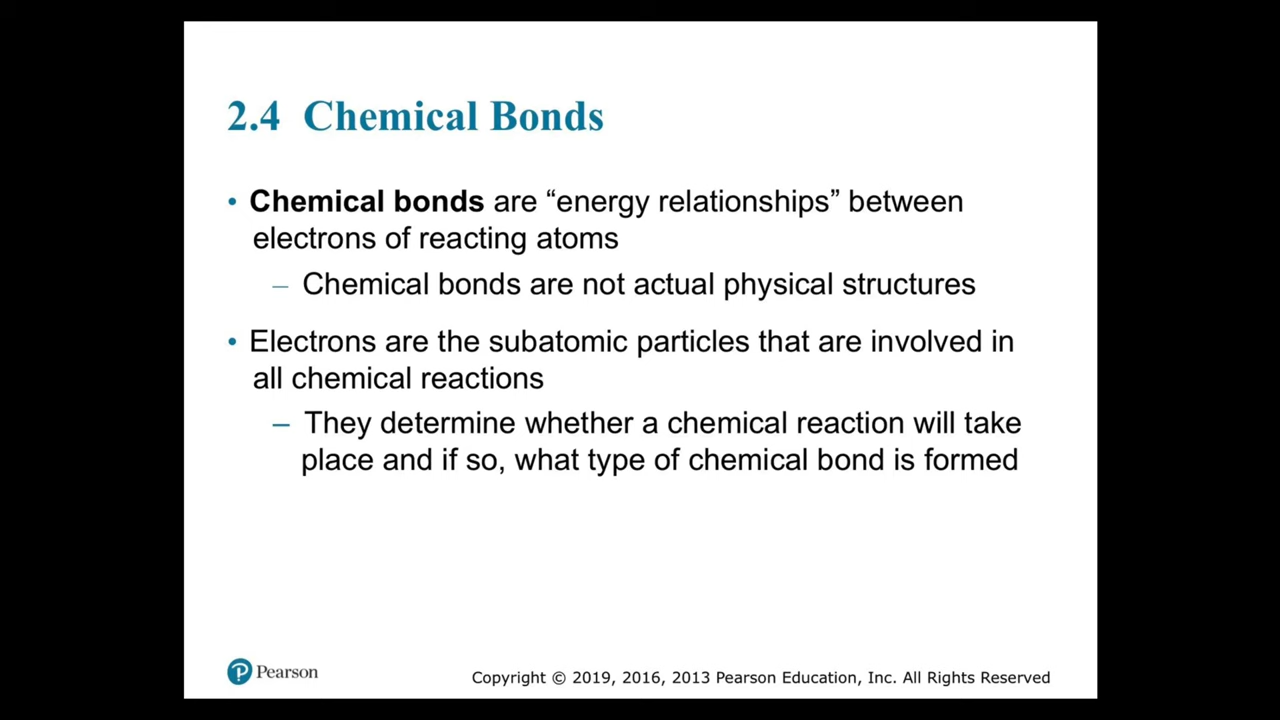 2.4 Chemical Bonds
• Chemical bonds are “energy relationships” between
electrons of reacting atoms
– Chemical bonds are not actual physical structures
• Electrons are the subatomic particles that are involved in
all chemical reactions
– They determine whether a chemical reaction will take
place and if so, what type of chemical bond is formed
Pearson
Copyright © 2019, 2016, 2013 Pearson Education, Inc. All Rights Reserved